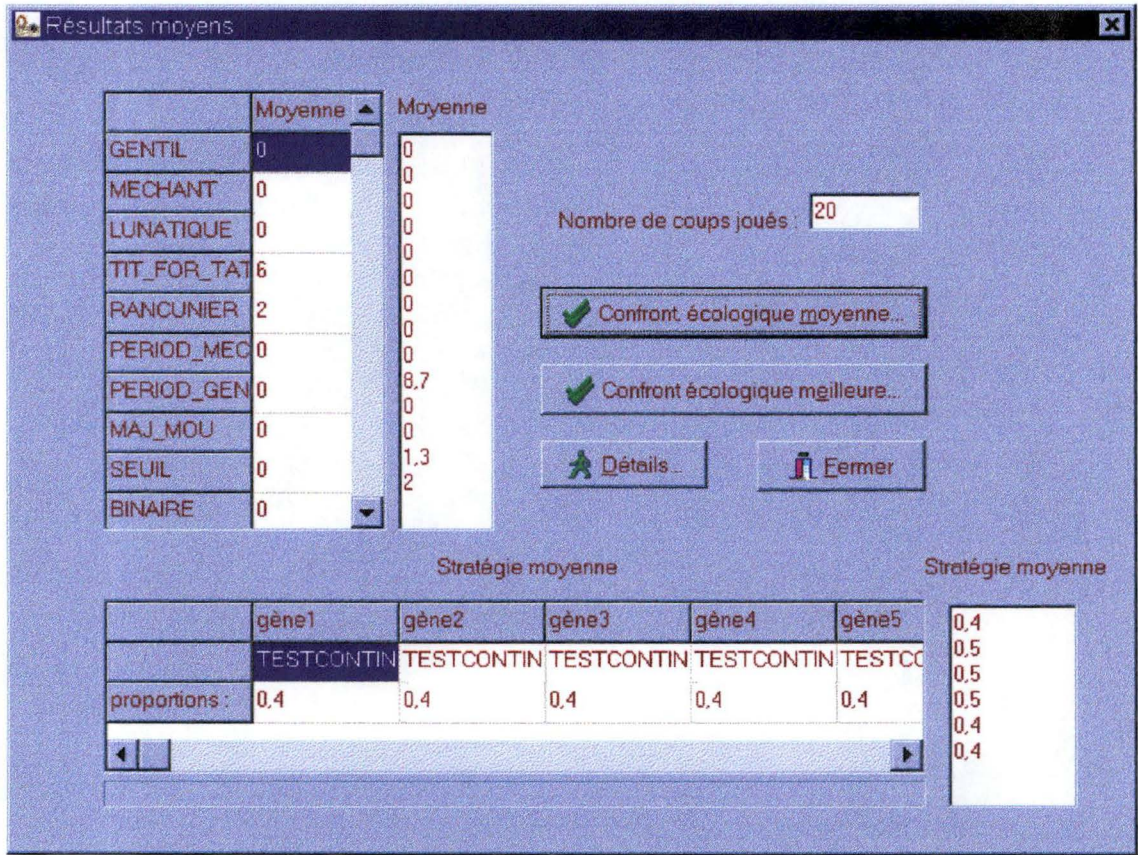 Résultats moyens
Moyenne
GENTIL 0
MECHANT 0
LUNATIQUE 0
TIT_FOR_TAT 6
RANCUNIER 2
PERIOD_MEC 0
PERIOD_GEN 0
MAJ_MOU 0
SEUIL 0
BINAIRE 0
Moyenne
0
0
0
0
0
0
0
0
0
8,7
0
0
1,3
2
Nombre de coups joués : 20
Confront. écologique moyenne...
Confront écologique meilleure...
Détails...
Fermer
Stratégie moyenne
gène1 gène2 gène3 gène4 gène5
TESTCONTIN TESTCONTIN TESTCONTIN TESTCONTIN TESTCO
proportions : 0,4 0,4 0,4 0,4 0,4
Stratégie moyenne
0,4
0,5
0,5
0,5
0,4
0,4